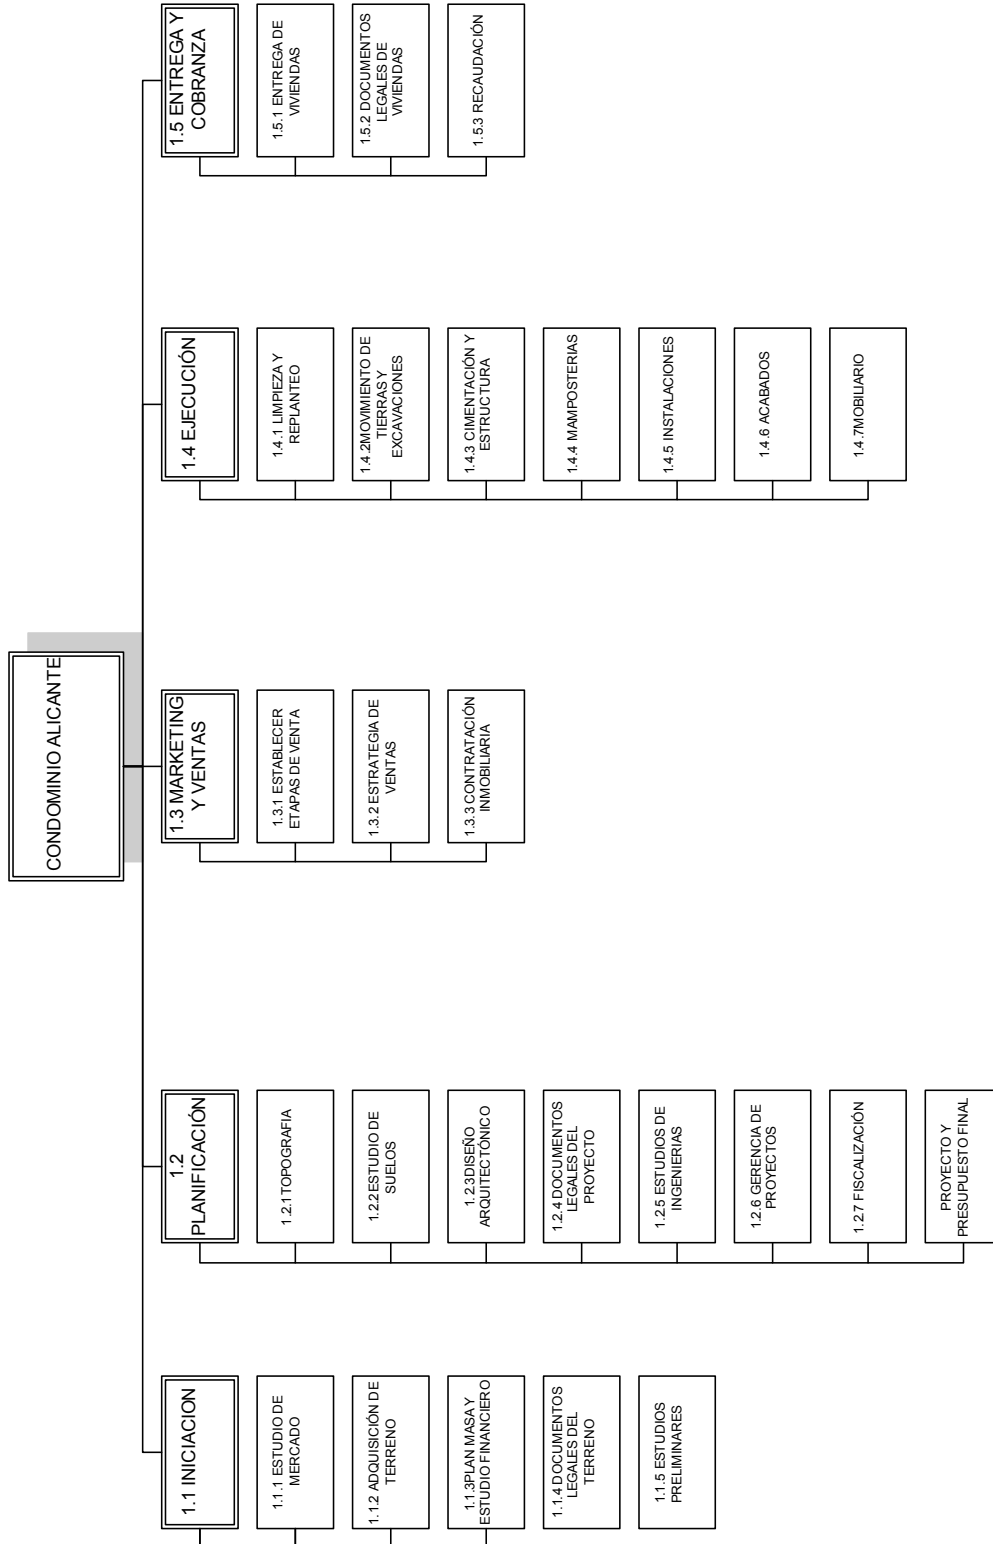 CONDOMINIO ALICANTE
1.1 INICIACION
1.1.1 ESTUDIO DE
MERCADO
1.1.2 ADQUISICIÓN DE
TERRENO
1.1.3PLAN MASA Y
ESTUDIO FINANCIERO
1.1.4 DOCUMENTOS
LEGALES DEL
TERRENO
1.1.5 ESTUDIOS
PRELIMINARES
1.2
PLANIFICACIÓN
1.2.1 TOPOGRAFIA
1.2.2 ESTUDIO DE
SUELOS
1.2.3DISEÑO
ARQUITECTÓNICO
1.2.4 DOCUMENTOS
LEGALES DEL
PROYECTO
1.2.5 ESTUDIOS DE
INGENIERIAS
1.2.6 GERENCIA DE
PROYECTOS
1.2.7 FISCALIZACIÓN
PROYECTO Y
PRESUPUESTO FINAL
1.3 MARKETING
Y VENTAS
1.3.1 ESTABLECER
ETAPAS DE VENTA
1.3.2 ESTRATEGIA DE
VENTAS
1.3.3 CONTRATACIÓN
INMOBILIARIA
1.4 EJECUCIÓN
1.4.1 LIMPIEZA Y
REPLANTEO
1.4.2MOVIMIENTO DE
TIERRAS Y
EXCAVACIONES
1.4.3 CIMENTACIÓN Y
ESTRUCTURA
1.4.4 MAMPOSTERIAS
1.4.5 INSTALACIONES
1.4.6 ACABADOS
1.4.7MOBILIARIO
1.5 ENTREGA Y
COBRANZA
1.5.1 ENTREGA DE
VIVIENDAS
1.5.2 DOCUMENTOS
LEGALES DE
VIVIENDAS
1.5.3 RECAUDACIÓN